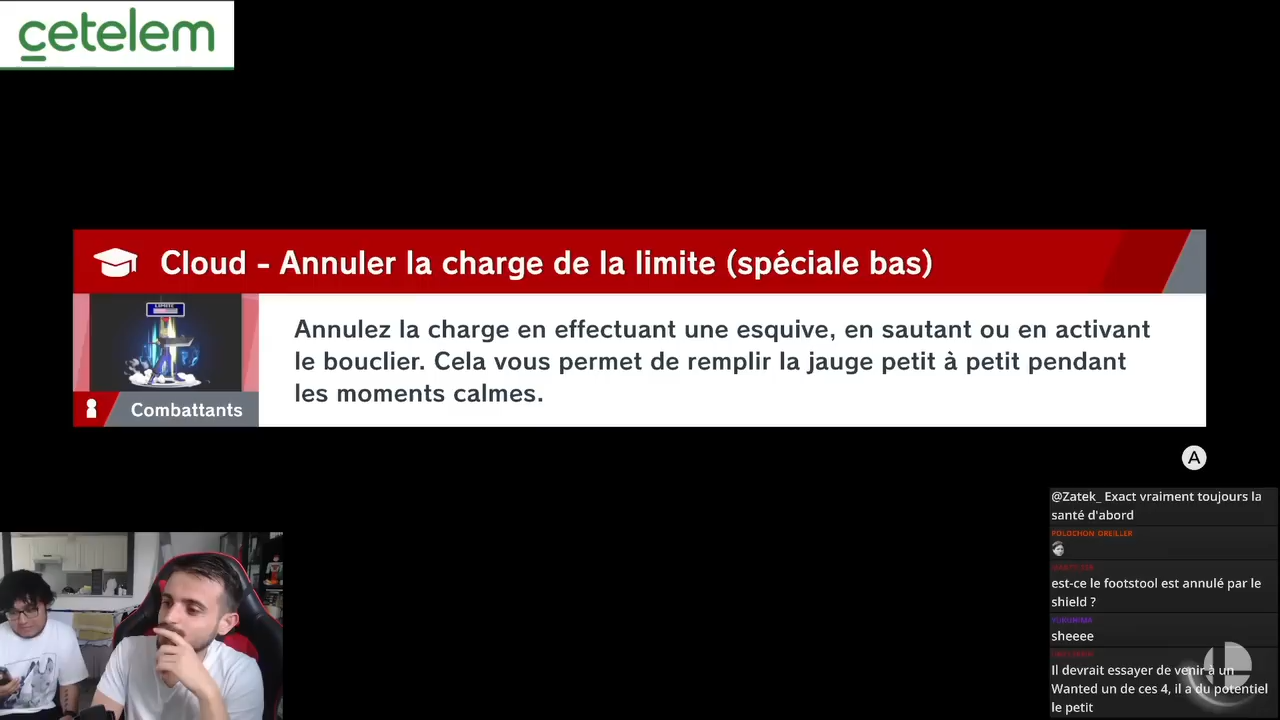 cetelem
Cloud - Annuler la charge de la limite (spéciale bas)
Annulez la charge en effectuant une esquive, en sautant ou en activant
le bouclier. Cela vous permet de remplir la jauge petit à petit pendant
les moments calmes.
Combattants
A
@Zatek_ Exact vraiment toujours la
santé d'abord
POLOCHON_OREILLER
est-ce le footstool est annulé par le
shield ?
YUKOHIMA
sheeee
Il devrait essayer de venir à un
Wanted un de ces 4, il a du potentiel
le petit